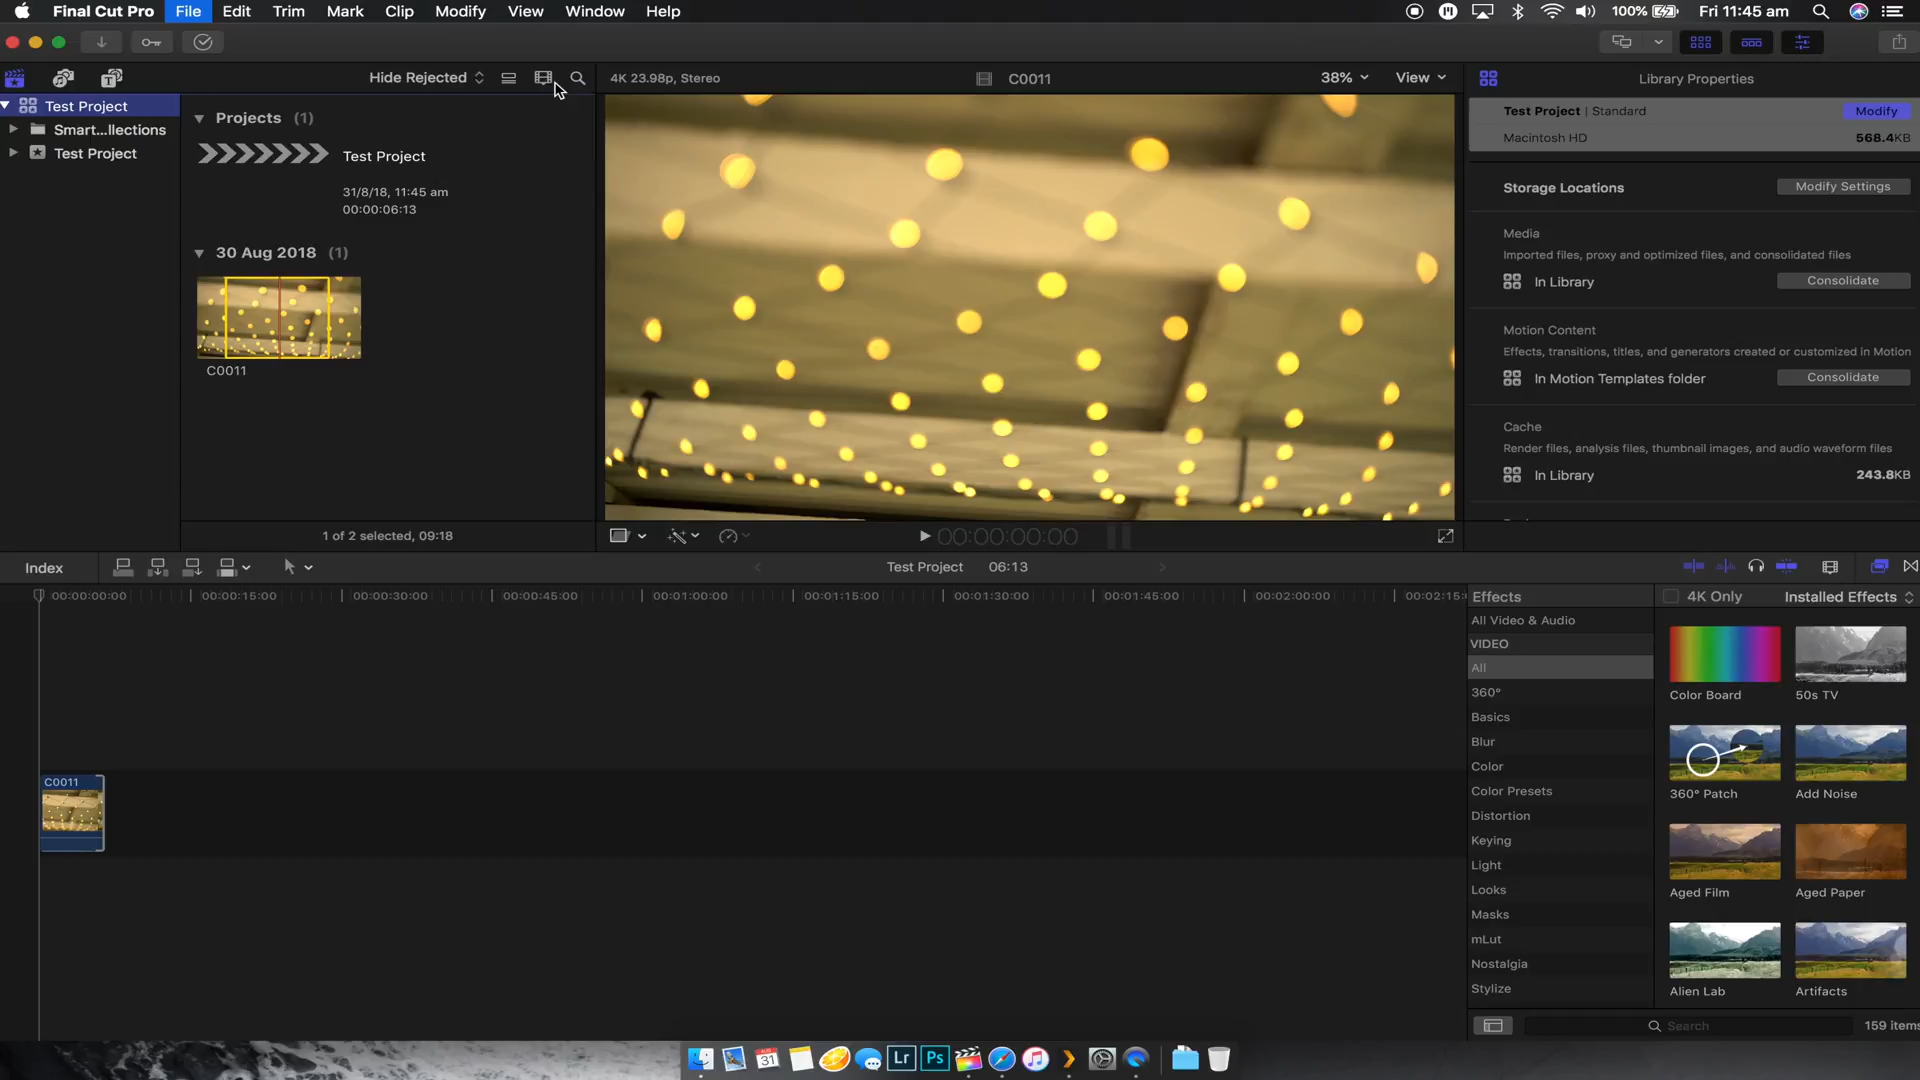 Final Cut Pro File Edit Trim Mark Clip Modify View Window Help 100% Fri 11:45 am
Hide Rejected 4K 23.98p, Stereo C0011 38% View Library Properties
Test Project
Smart...llections
Test Project
Projects (1)
Test Project
31/8/18, 11:45 am
00:00:06:13
30 Aug 2018 (1)
C0011
1 of 2 selected, 09:18
00:00:00:00
Test Project | Standard Modify
Macintosh HD 568.4KB
Storage Locations Modify Settings
Media
Imported files, proxy and optimized files, and consolidated files
In Library Consolidate
Motion Content
Effects, transitions, titles, and generators created or customized in Motion
In Motion Templates folder Consolidate
Cache
Render files, analysis files, thumbnail images, and audio waveform files
In Library 243.8KB
Index Test Project 06:13
00:00:00:00 00:00:15:00 00:00:30:00 00:00:45:00 00:01:00:00 00:01:15:00 00:01:30:00 00:01:45:00 00:02:00:00 00:02:15:
C0011
Effects 4K Only Installed Effects
All Video & Audio
VIDEO
All
360°
Basics
Blur
Color
Color Presets
Distortion
Keying
Light
Looks
Masks
mLut
Nostalgia
Stylize
Color Board 50s TV
360° Patch Add Noise
Aged Film Aged Paper
Alien Lab Artifacts
Search 159 items
AUG
31
Lr Ps